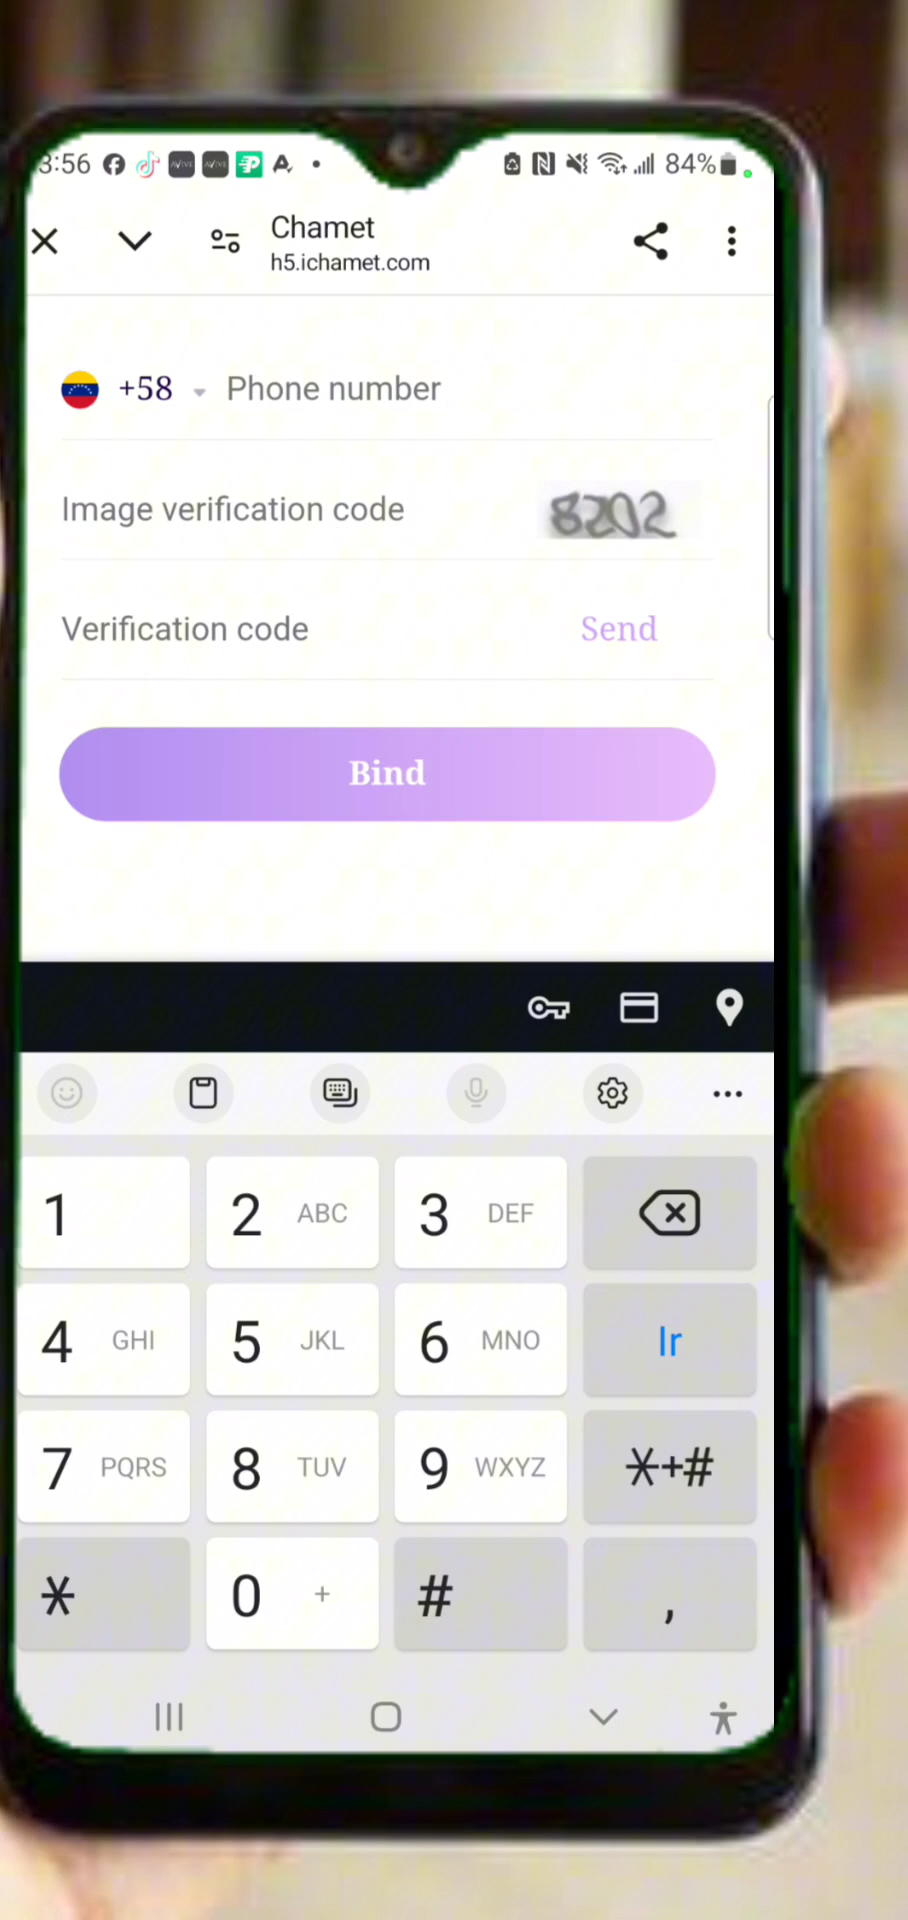 3:56 84%
Chamet
h5.ichamet.com
+58 Phone number
Image verification code 8202
Verification code Send
Bind
1 2 ABC 3 DEF
4 GHI 5 JKL 6 MNO Ir
7 PQRS 8 TUV 9 WXYZ *+#
* 0 + # ,